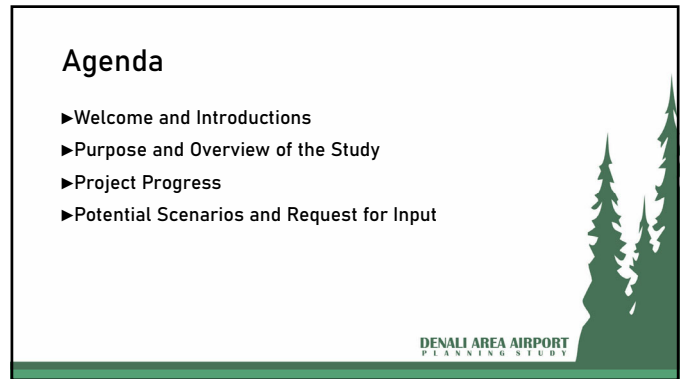 Agenda
►Welcome and Introductions
►Purpose and Overview of the Study
►Project Progress
►Potential Scenarios and Request for Input
DENALI AREA AIRPORT
PLANNING STUDY